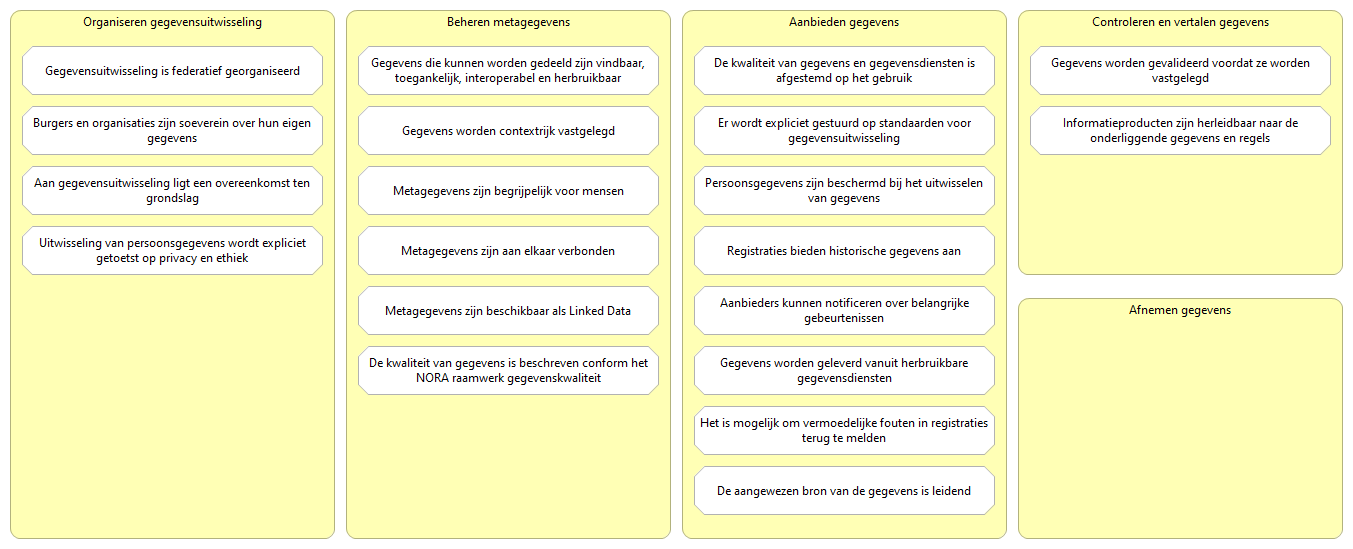 Organiseren gegevensuitwisseling
Gegevensuitwisseling is federatief georganiseerd
Burgers en organisaties zijn soeverein over hun eigen
gegevens
Aan gegevensuitwisseling ligt een overeenkomst ten
grondslag
Uitwisseling van persoonsgegevens wordt expliciet
getoetst op privacy en ethiek
Beheren metagegevens
Gegevens die kunnen worden gedeeld zijn vindbaar,
toegankelijk, interoperabel en herbruikbaar
Gegevens worden contextrijk vastgelegd
Metagegevens zijn begrijpelijk voor mensen
Metagegevens zijn aan elkaar verbonden
Metagegevens zijn beschikbaar als Linked Data
De kwaliteit van gegevens is beschreven conform het
NORA raamwerk gegevenskwaliteit
Aanbieden gegevens
De kwaliteit van gegevens en gegevensdiensten is
afgestemd op het gebruik
Er wordt expliciet gestuurd op standaarden voor
gegevensuitwisseling
Persoonsgegevens zijn beschermd bij het uitwisselen
van gegevens
Registraties bieden historische gegevens aan
Aanbieders kunnen notificeren over belangrijke
gebeurtenissen
Gegevens worden geleverd vanuit herbruikbare
gegevensdiensten
Het is mogelijk om vermoedelijke fouten in registraties
terug te melden
De aangewezen bron van de gegevens is leidend
Controleren en vertalen gegevens
Gegevens worden gevalideerd voordat ze worden
vastgelegd
Informatieproducten zijn herleidbaar naar de
onderliggende gegevens en regels
Afnemen gegevens